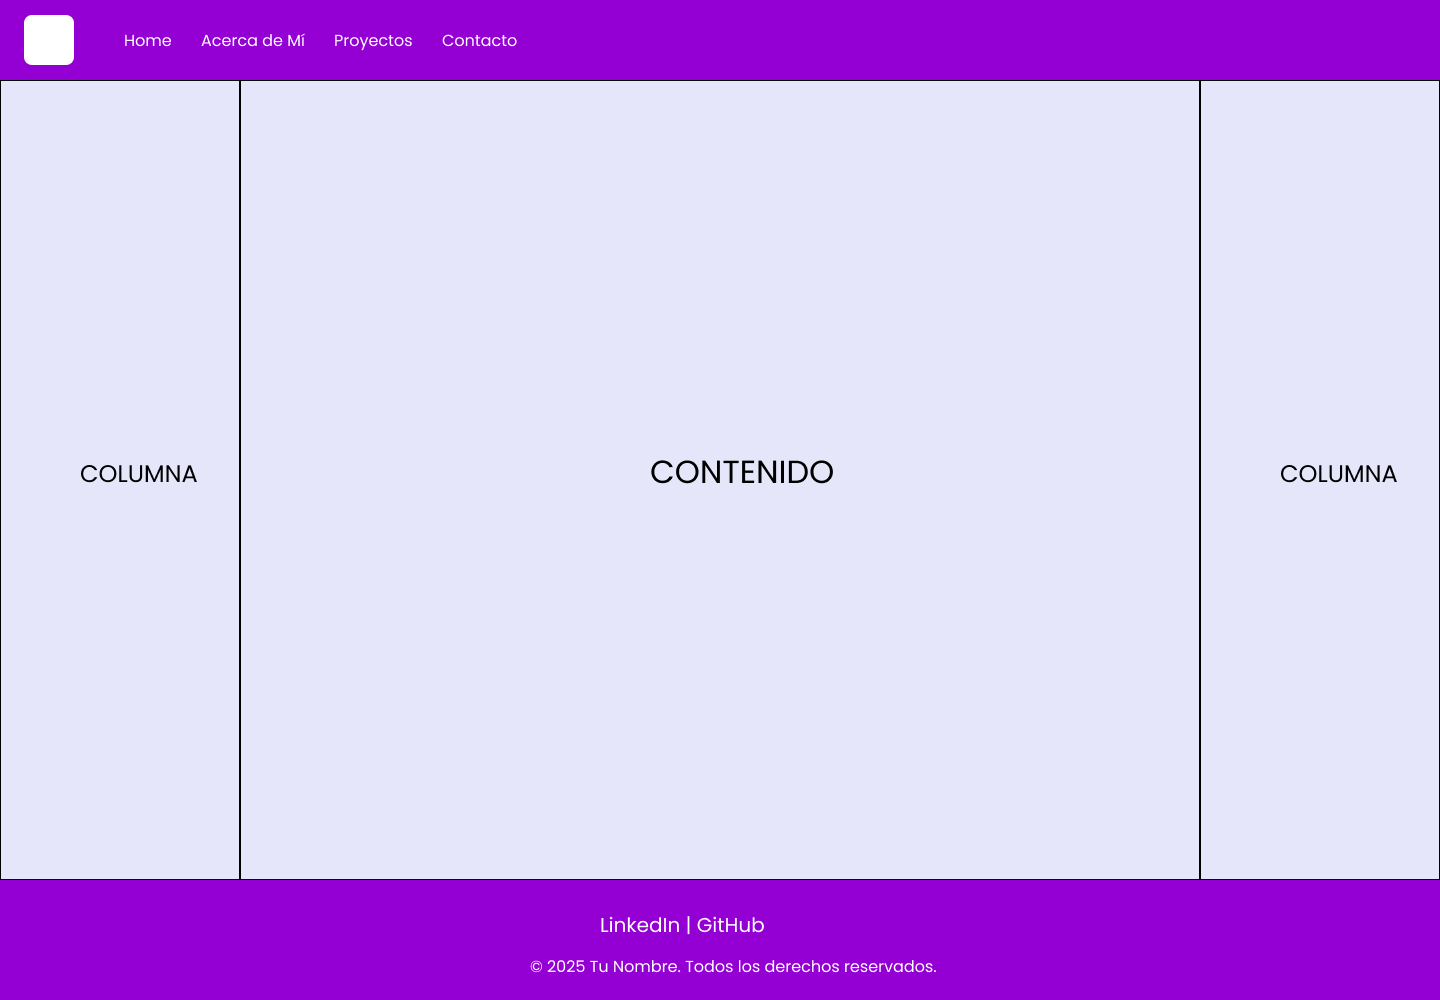 Home Acerca de Mí Proyectos Contacto
COLUMNA
CONTENIDO
COLUMNA
LinkedIn | GitHub
© 2025 Tu Nombre. Todos los derechos reservados.